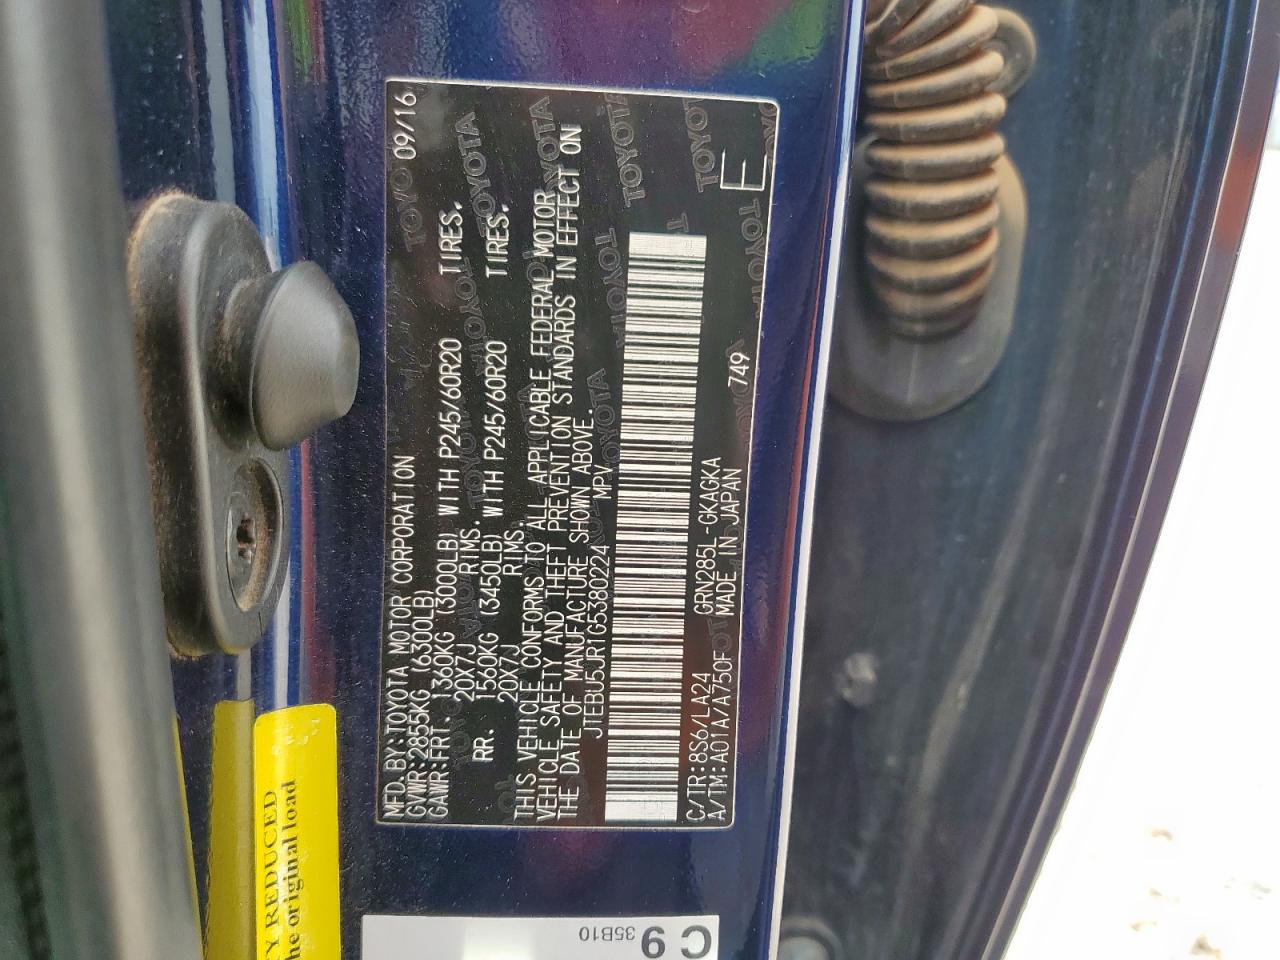 MFD.BY:TOYOTA MOTOR CORPORATION 09/16
GVWR:2855KG (6300LB)
GAWR:FRT. 1360KG (3000LB) WITH P245/60R20 TIRES.
20X7J RIMS.
RR. 1560KG (3450LB) WITH P245/60R20 TIRES.
20X7J RIMS.
THIS VEHICLE CONFORMS TO ALL APPLICABLE FEDERAL MOTOR
VEHICLE SAFETY AND THEFT PREVENTION STANDARDS IN EFFECT ON
THE DATE OF MANUFACTURE SHOWN ABOVE.
JTEBU5JR1G5380224 MPV
C/TR:8S6/LA24 GRN285L-GKAGKA
A/TM:A01A/A750F MADE IN JAPAN 749
E
REDUCED
the original load
C 9
35B10